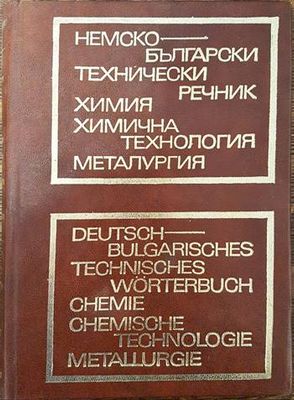 НЕМСКО—
БЪЛГАРСКИ
ТЕХНИЧЕСКИ
РЕЧНИК
ХИМИЯ
ХИМИЧНА
ТЕХНОЛОГИЯ
МЕТАЛУРГИЯ
DEUTSCH—
BULGARISCHES
TECHNISCHES
WÖRTERBUCH
CHEMIE
CHEMISCHE
TECHNOLOGIE
METALLURGIE